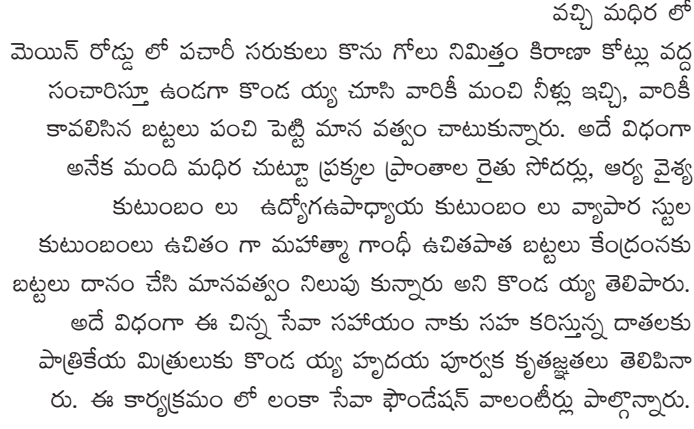 వచ్చి మధిర లో
మెయిన్ రోడ్డు లో పచారీ సరుకులు కొను గోలు నిమిత్తం కిరాణా కోట్లు వద్ద
సంచారిస్తూ ఉండగా కొండ య్య చూసి వారికీ మంచి నీళ్లు ఇచ్చి, వారికీ
కావలిసిన బట్టలు పంచి పెట్టి మాన వత్వం చాటుకున్నారు. అదే విధంగా
అనేక మంది మధిర చుట్టూ ప్రక్కల ప్రాంతాల రైతు సోదర్లు, ఆర్య వైశ్య
కుటుంబం లు ఉద్యోగఉపాధ్యాయ కుటుంబం లు వ్యాపార స్టుల
కుటుంబంలు ఉచితం గా మహాత్మా గాంధీ ఉచితపాత బట్టలు కేంద్రంనకు
బట్టలు దానం చేసి మానవత్వం నిలుపు కున్నారు అని కొండ య్య తెలిపారు.
అదే విధంగా ఈ చిన్న సేవా సహాయం నాకు సహ కరిస్తున్న దాతలకు
పాత్రికేయ మిత్రులుకు కొండ య్య హృదయ పూర్వక కృతజ్ఞతలు తెలిపినా
రు. ఈ కార్యక్రమం లో లంకా సేవా ఫౌండేషన్ వాలంటీర్లు పాల్గొన్నారు.